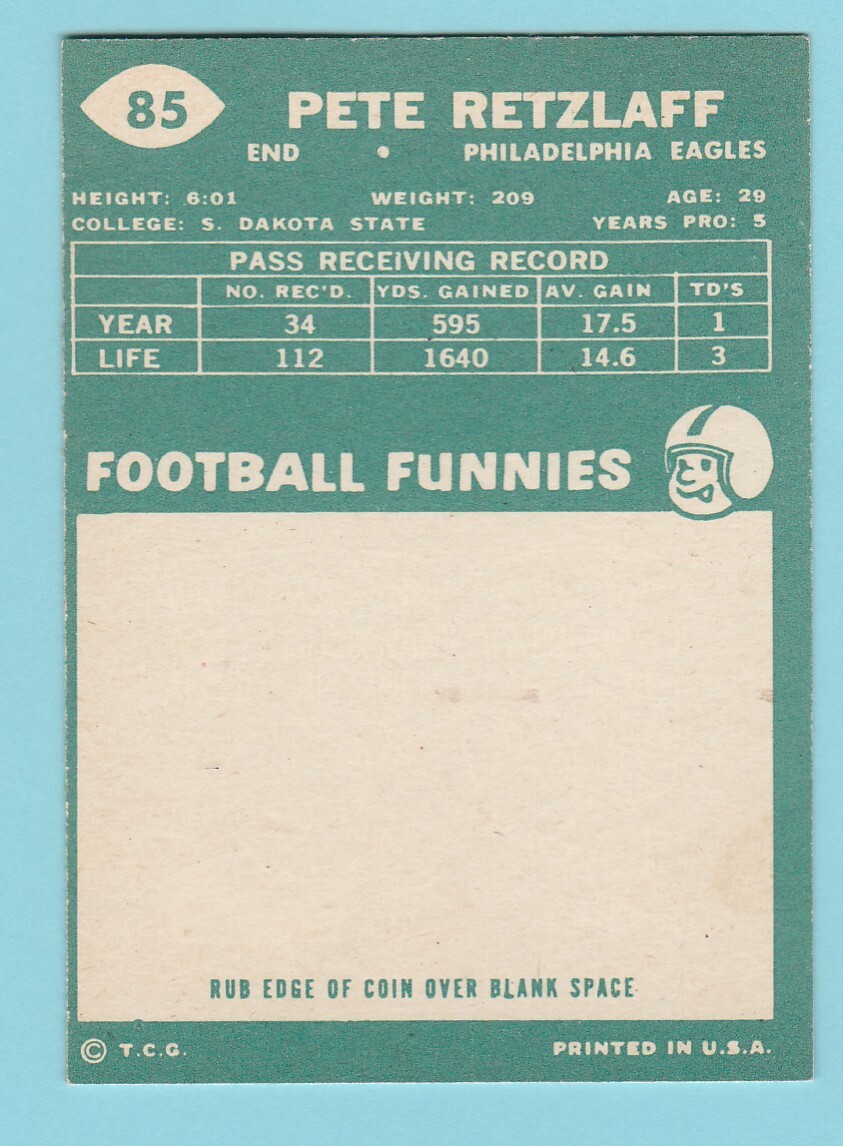 85 PETE RETZLAFF
END • PHILADELPHIA EAGLES
HEIGHT: 6:01 WEIGHT: 209 AGE: 29
COLLEGE: S. DAKOTA STATE YEARS PRO: 5
PASS RECEIVING RECORD
NO. REC'D. YDS. GAINED AV. GAIN TD'S
YEAR 34 595 17.5 1
LIFE 112 1640 14.6 3
FOOTBALL FUNNIES
RUB EDGE OF COIN OVER BLANK SPACE
© T.C.G. PRINTED IN U.S.A.